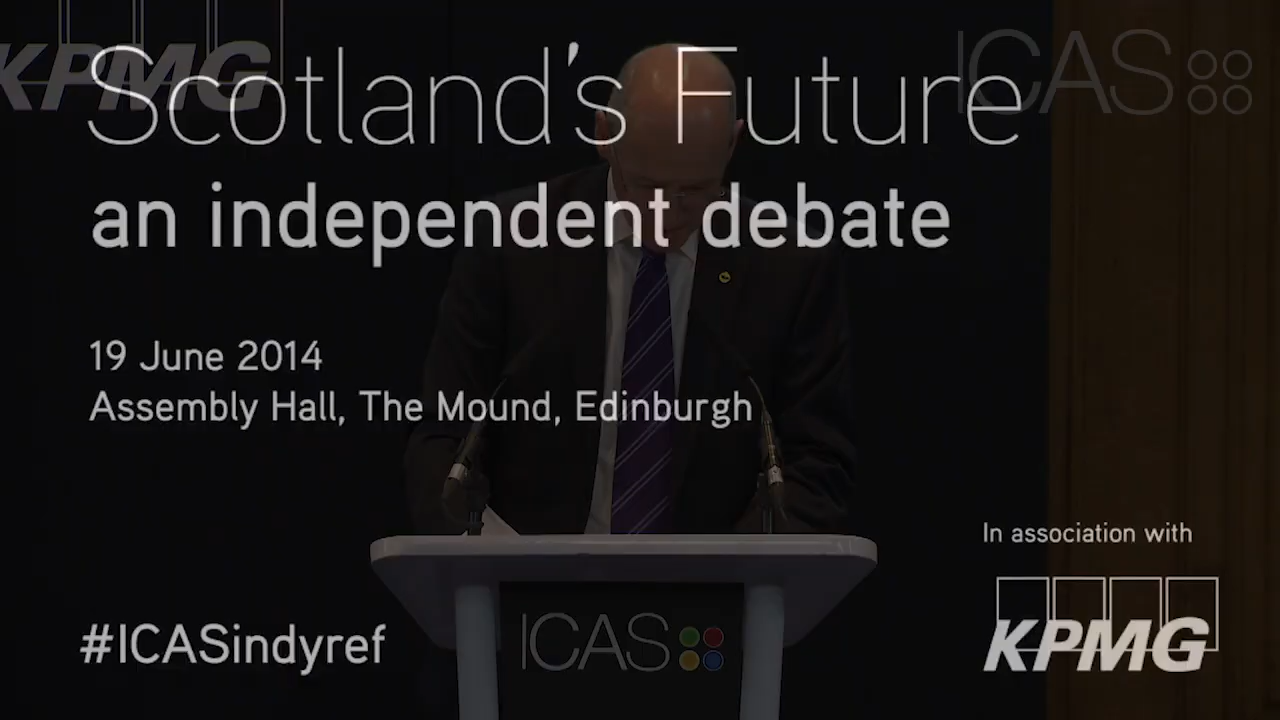 KPMG
ICAS
Scotland's Future
an independent debate
19 June 2014
Assembly Hall, The Mound, Edinburgh
In association with
KPMG
#ICASindyref
ICAS